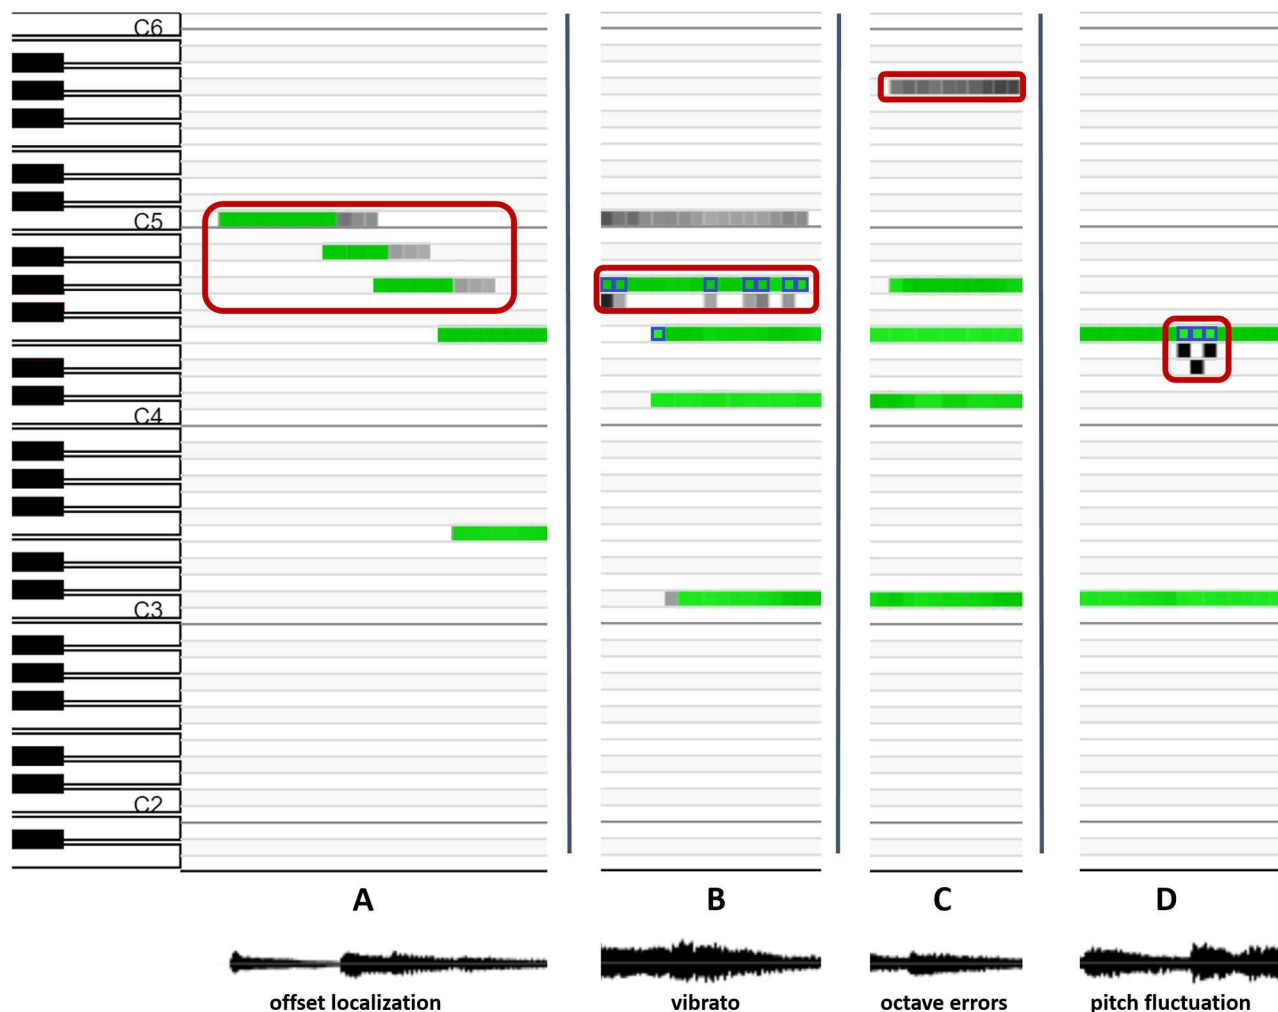 C6
C5
C4
C3
C2
A B C D
offset localization vibrato octave errors pitch fluctuation